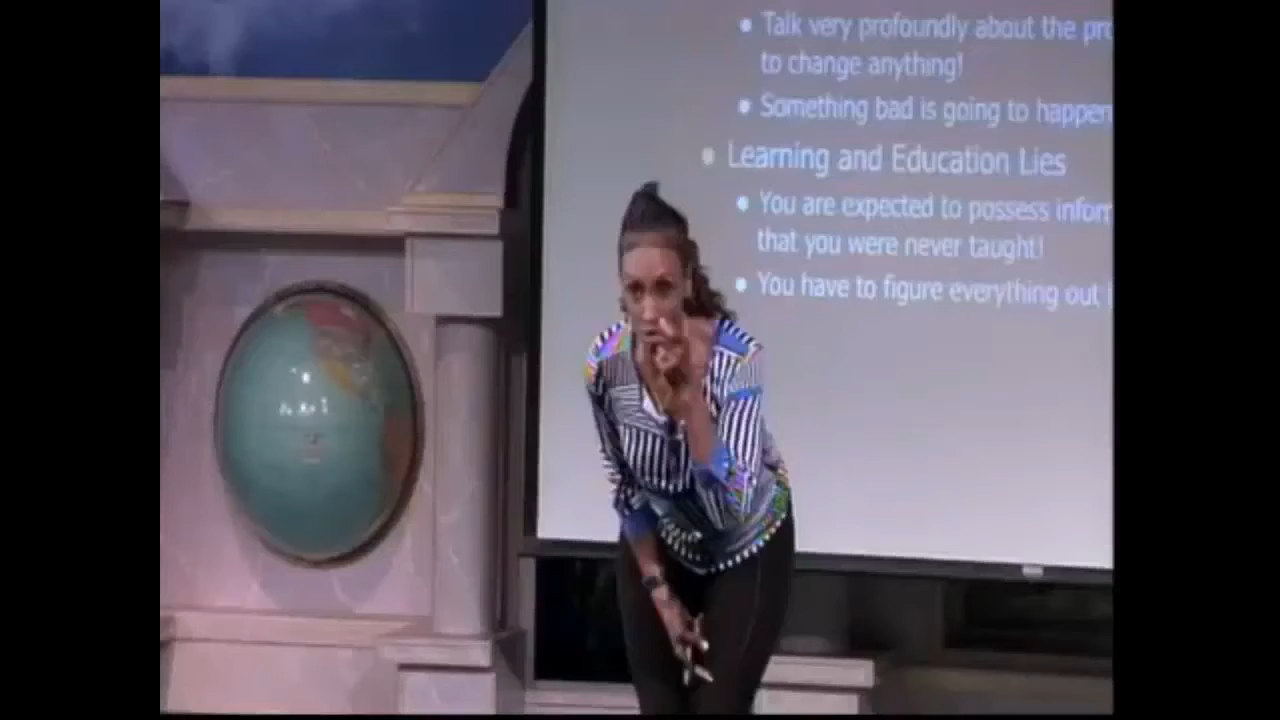 • Talk very profoundly about the
to change anything!
• Something bad is going to happen
• Learning and Education Lies
• You are expected to possess
that you were never taught!
• You have to figure everything out